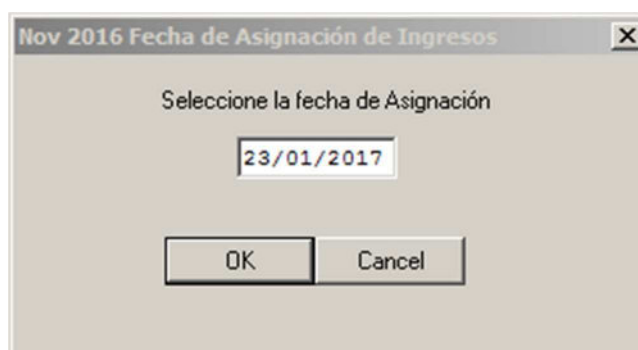 Nov 2016 Fecha de Asignación de Ingresos
Seleccione la fecha de Asignación
23/01/2017
OK Cancel